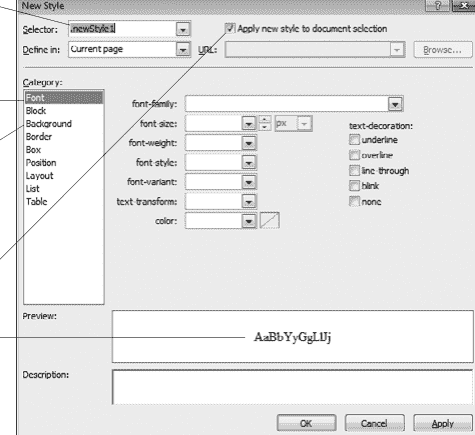 New Style
Selector: .newStyle1 Apply new style to document selection
Define in: Current page URL: Browse...
Category:
Font
Block
Background
Border
Box
Position
Layout
List
Table
font-family:
font-size: px
font-weight:
font-style:
font-variant:
text-transform:
color:
text-decoration:
underline
overline
line-through
blink
none
Preview:
AaBbYyGgLlJj
Description:
OK Cancel Apply